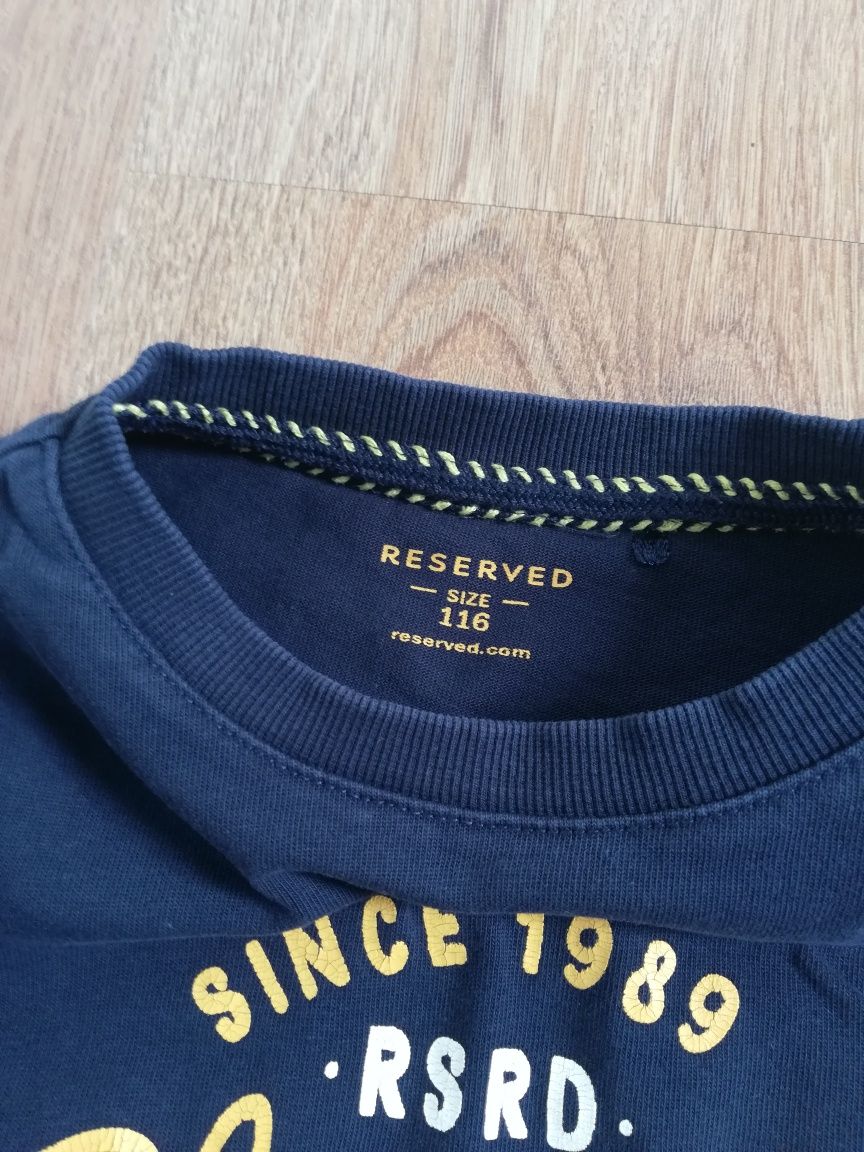 RESERVED
— SIZE —
116
reserved.com
SINCE 1989
·RSRD·